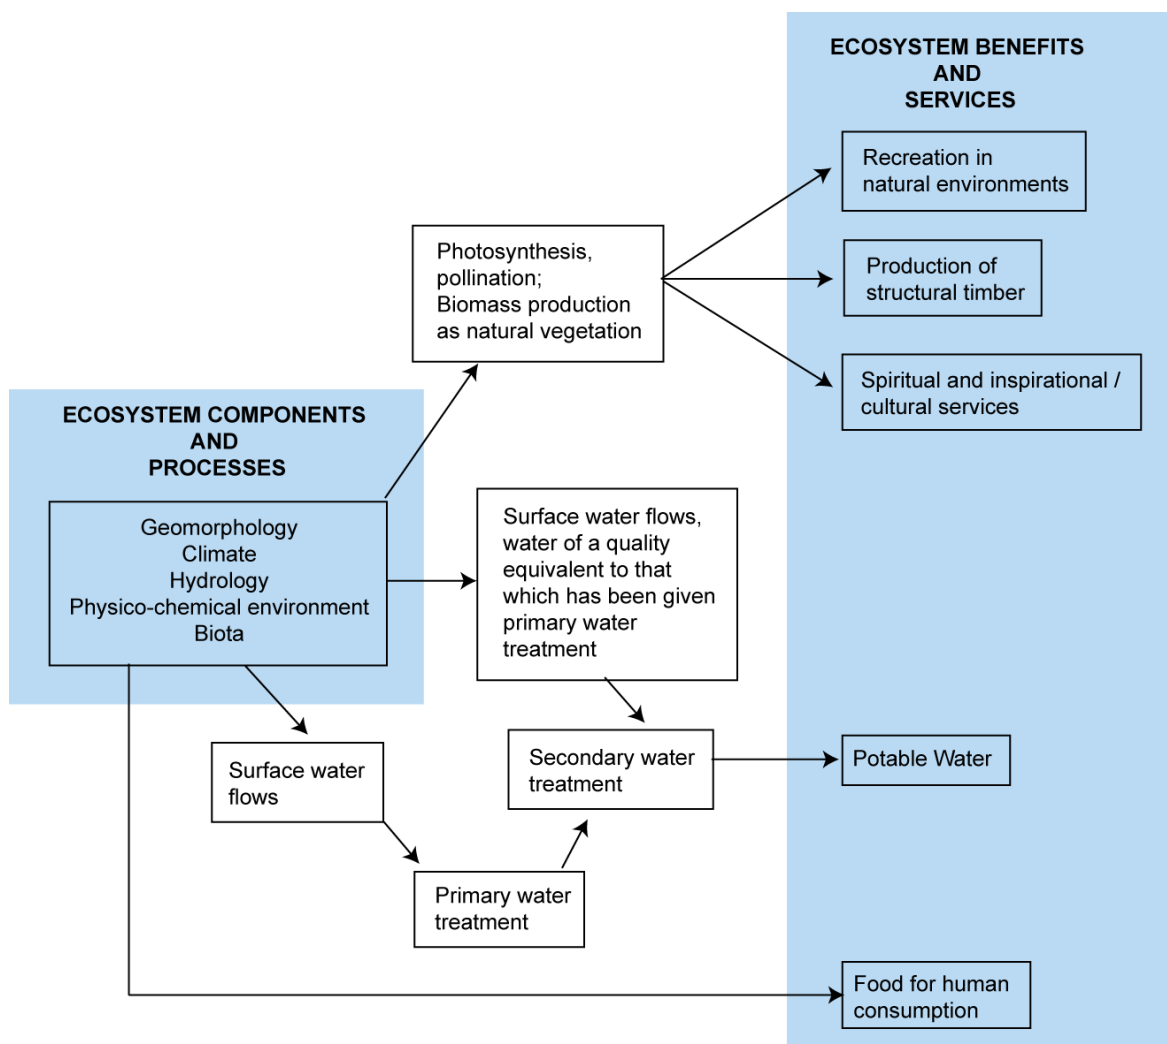 ECOSYSTEM BENEFITS
AND
SERVICES
Recreation in
natural environments
Photosynthesis,
pollination;
Biomass production
as natural vegetation
Production of
structural timber
Spiritual and inspirational /
cultural services
ECOSYSTEM COMPONENTS
AND
PROCESSES
Geomorphology
Climate
Hydrology
Physico-chemical environment
Biota
Surface water flows,
water of a quality
equivalent to that
which has been given
primary water
treatment
Surface water
flows
Secondary water
treatment
Potable Water
Primary water
treatment
Food for human
consumption